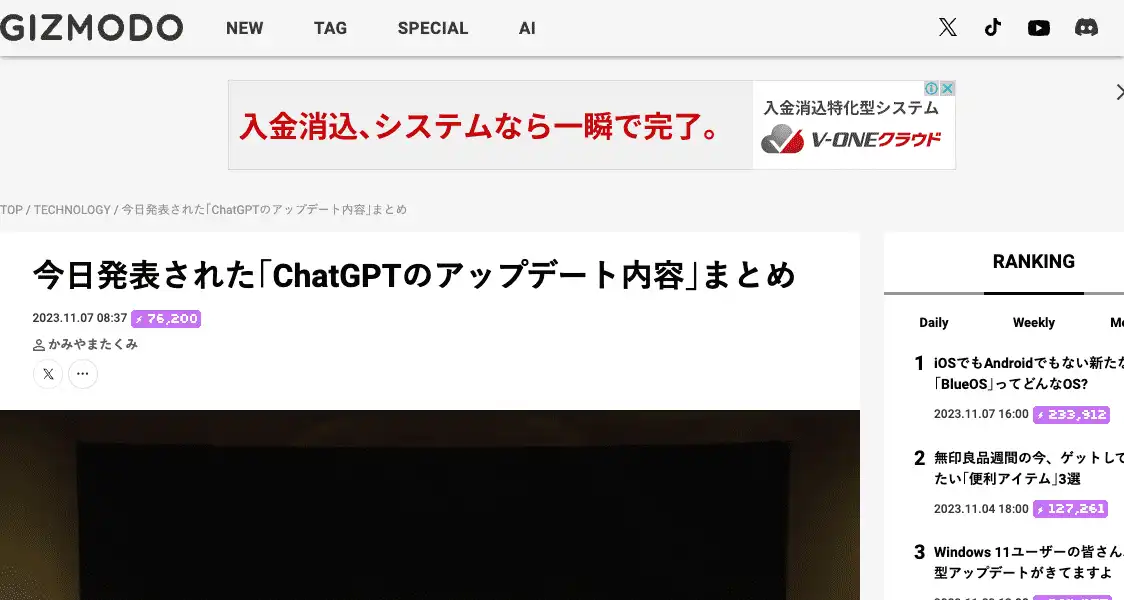 GIZMODO NEW TAG SPECIAL AI
入金消込、システムなら一瞬で完了。
入金消込特化型システム
V-ONEクラウド
TOP / TECHNOLOGY / 今日発表された「ChatGPTのアップデート内容」まとめ
今日発表された「ChatGPTのアップデート内容」まとめ
2023.11.07 08:37 76,200
かみやまたくみ
RANKING
Daily Weekly
1 iOSでもAndroidでもない新た
「BlueOS」ってどんなOS?
2023.11.07 16:00 233,912
2 無印良品週間の今、ゲットして
たい「便利アイテム」3選
2023.11.04 18:00 127,261
3 Windows 11ユーザーの皆さん
型アップデートがきてますよ